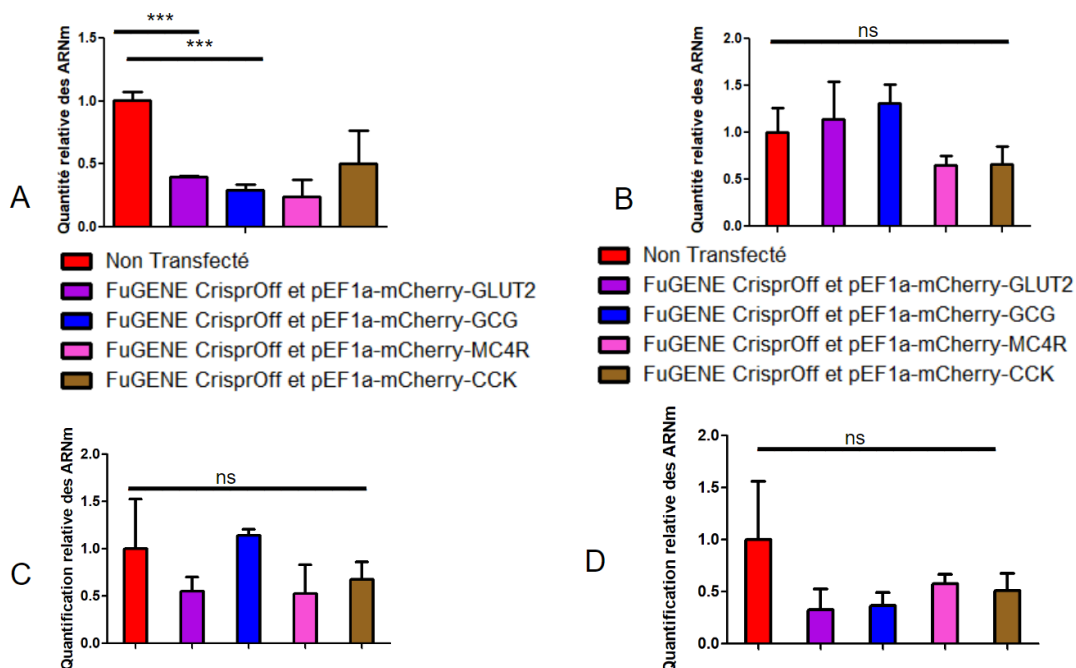 ***
***
Quantité relative des ARNm
1.5
1.0
0.5
0.0
A
Non Transfecté
FuGENE CrisprOff et pEF1a-mCherry-GLUT2
FuGENE CrisprOff et pEF1a-mCherry-GCG
FuGENE CrisprOff et pEF1a-mCherry-MC4R
FuGENE CrisprOff et pEF1a-mCherry-CCK
ns
Quantité relative des ARNm
2.0
1.5
1.0
0.5
0.0
B
Non Transfecté
FuGENE CrisprOff et pEF1a-mCherry-GLUT2
FuGENE CrisprOff et pEF1a-mCherry-GCG
FuGENE CrisprOff et pEF1a-mCherry-MC4R
FuGENE CrisprOff et pEF1a-mCherry-CCK
ns
Quantification relative des ARNm
2.0
1.5
1.0
0.5
0.0
C
ns
Quantification relative des ARNm
2.0
1.5
1.0
0.5
0.0
D